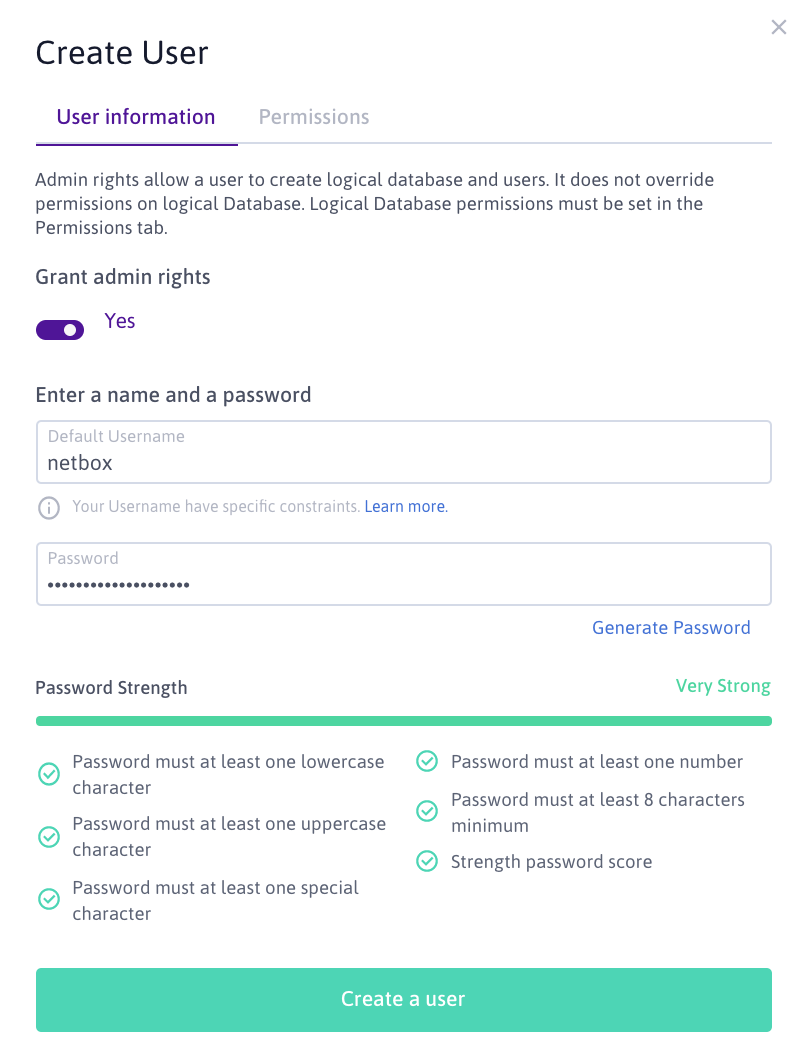 Create User
User information
Permissions
Admin rights allow a user to create logical database and users. It does not override
permissions on logical Database. Logical Database permissions must be set in the
Permissions tab.
Grant admin rights
Yes
Enter a name and a password
Default Username
netbox
Your Username have specific constraints. Learn more.
Password
••••••••••••••••••••
Generate Password
Password Strength
Very Strong
Password must at least one lowercase
character
Password must at least one uppercase
character
Password must at least one special
character
Password must at least one number
Password must at least 8 characters
minimum
Strength password score
Create a user